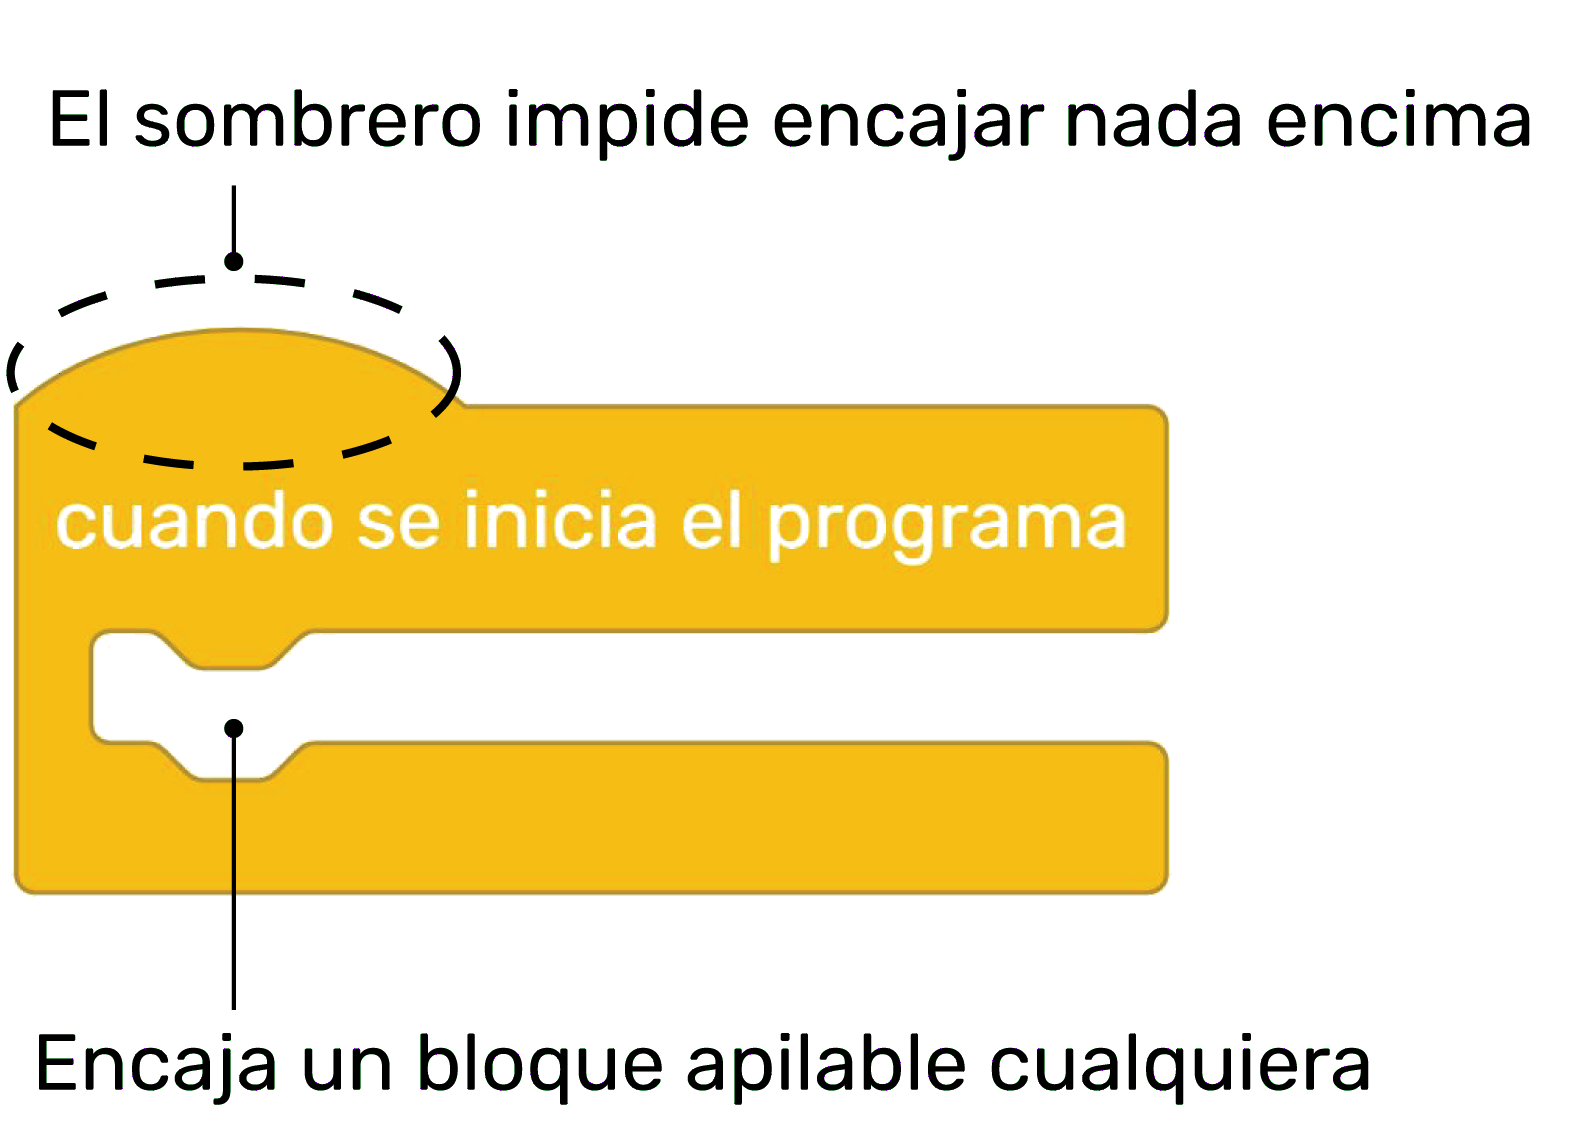 El sombrero impide encajar nada encima
cuando se inicia el programa
Encaja un bloque apilable cualquiera